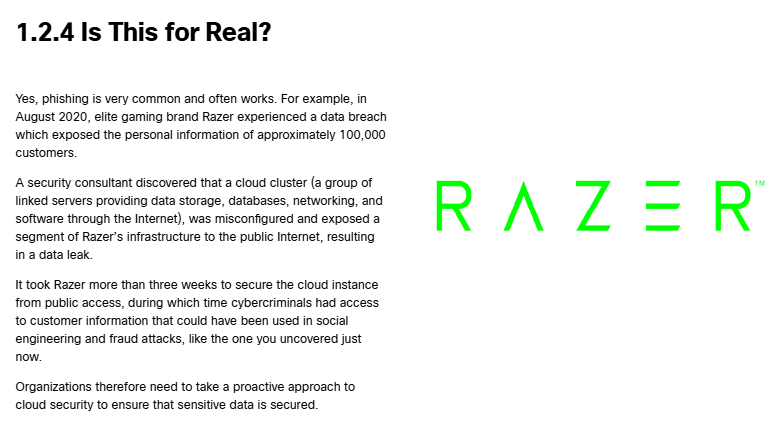 1.2.4 Is This for Real?
Yes, phishing is very common and often works. For example, in
August 2020, elite gaming brand Razer experienced a data breach
which exposed the personal information of approximately 100,000
customers.
A security consultant discovered that a cloud cluster (a group of
linked servers providing data storage, databases, networking, and
software through the Internet), was misconfigured and exposed a
segment of Razer’s infrastructure to the public Internet, resulting
in a data leak.
It took Razer more than three weeks to secure the cloud instance
from public access, during which time cybercriminals had access
to customer information that could have been used in social
engineering and fraud attacks, like the one you uncovered just
now.
Organizations therefore need to take a proactive approach to
cloud security to ensure that sensitive data is secured.
RAZER™